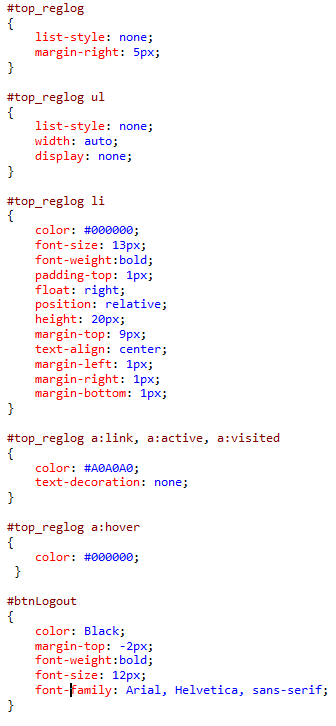 #top_reglog
{
    list-style: none;
    margin-right: 5px;
}

#top_reglog ul
{
    list-style: none;
    width: auto;
    display: none;
}

#top_reglog li
{
    color: #000000;
    font-size: 13px;
    font-weight:bold;
    padding-top: 1px;
    float: right;
    position: relative;
    height: 20px;
    margin-top: 9px;
    text-align: center;
    margin-left: 1px;
    margin-right: 1px;
    margin-bottom: 1px;
}

#top_reglog a:link, a:active, a:visited
{
    color: #A0A0A0;
    text-decoration: none;
}

#top_reglog a:hover
{
    color: #000000;
 }

#btnLogout
{
    color: Black;
    margin-top: -2px;
    font-weight:bold;
    font-size: 12px;
    font-family: Arial, Helvetica, sans-serif;
}